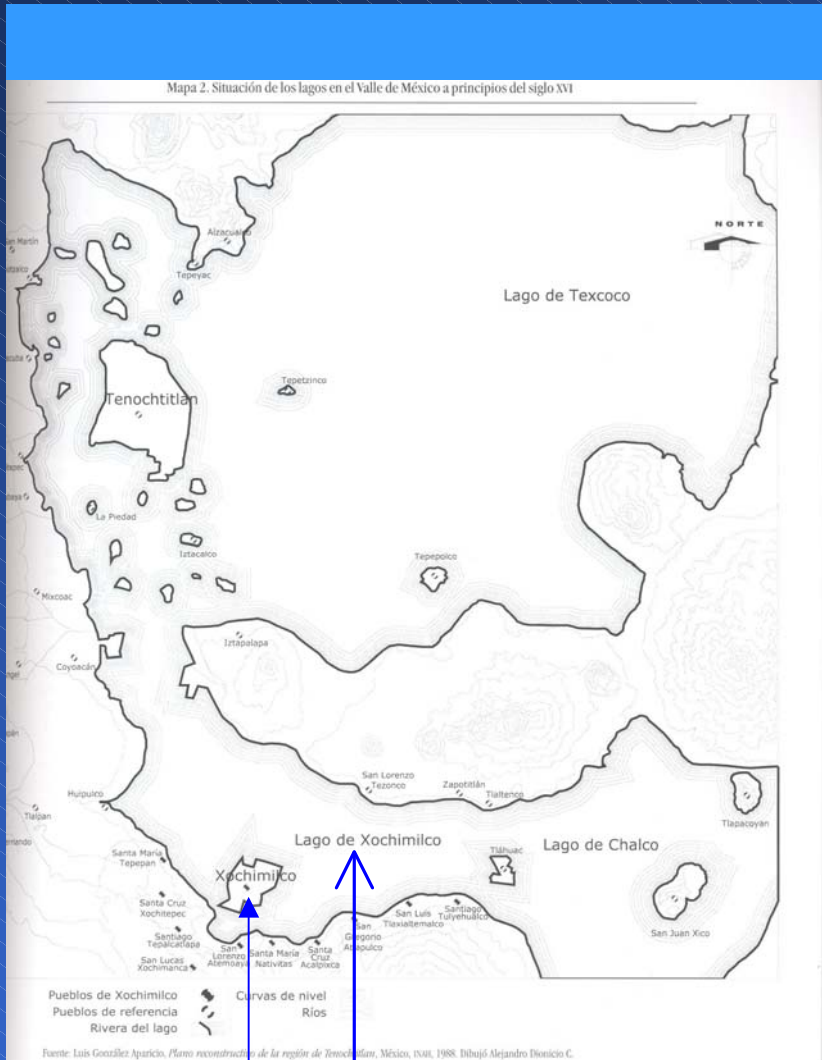 Mapa 2. Situación de los lagos en el Valle de México a principios del siglo XVI
NORTE
San Martín
Alzacualco
Tepeyac
Lago de Texcoco
Tepetzinco
Tenochtitlan
La Piedad
Iztacalco
Tepepolco
Mixcoac
Iztapalapa
Coyoacán
San Lorenzo
Tezonco
Zapotitlán
Tlaltenco
Huipulco
Tlalpan
Tlapacoyan
Lago de Xochimilco
Lago de Chalco
Tláhuac
Santa María
Tepepan
Xochimilco
Santa Cruz
Xochitepec
Santiago
Tulyehualco
San Luis
Tlaxialtemalco
San Juan Xico
San
Gregorio
Atlapulco
Santiago
Tepalcatlapa
San
Lorenzo
Atemoaya
Santa María
Nativitas
Santa
Cruz
Acalpixca
San Lucas
Xochimanca
Pueblos de Xochimilco
Curvas de nivel
Pueblos de referencia
Ríos
Rivera del lago
Fuente: Luis González Aparicio, Plano reconstructivo de la región de Tenochtitlan, México, INAH, 1988. Dibujó Alejandro Dionicio C.